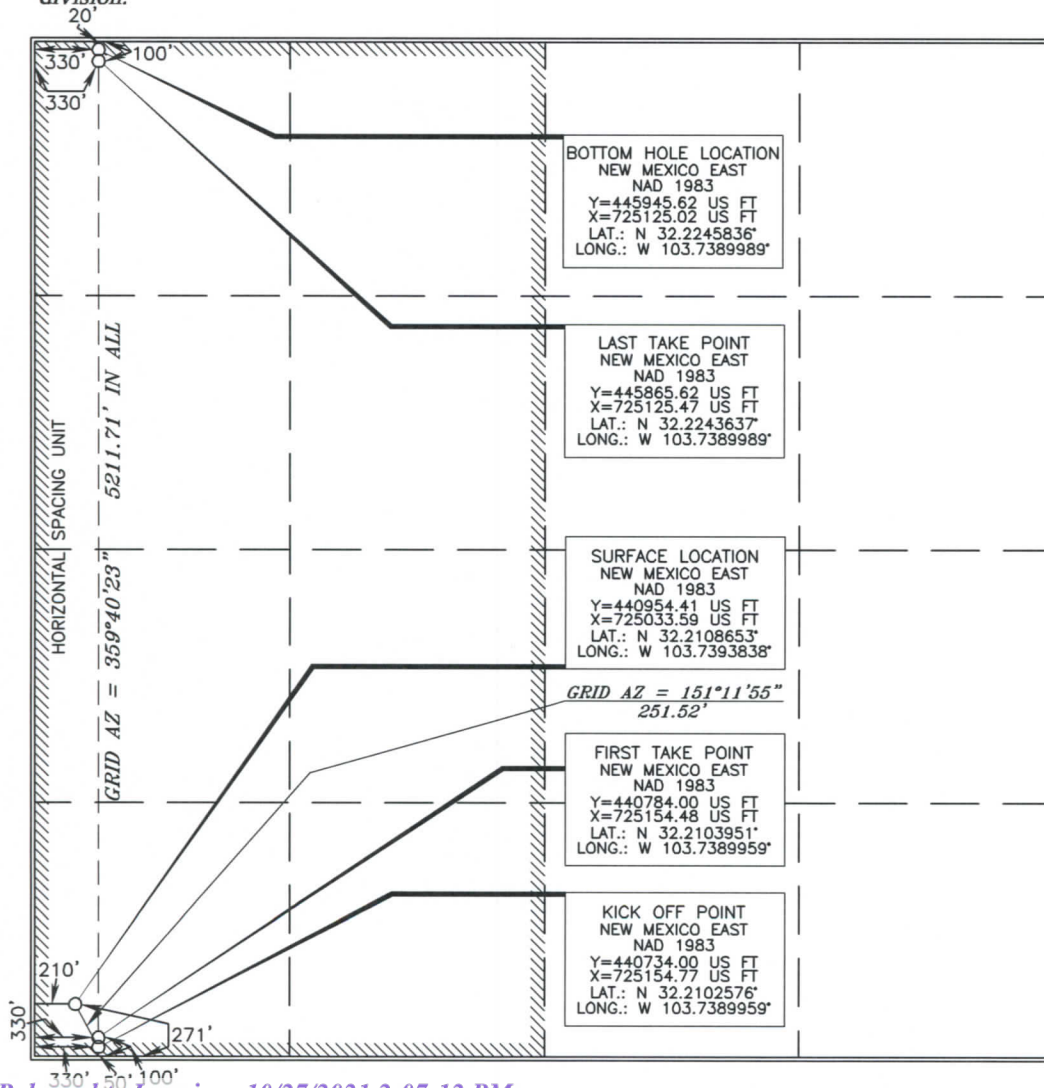 division.
20'
330'
100'
330'
BOTTOM HOLE LOCATION
NEW MEXICO EAST
NAD 1983
Y=445945.62 US FT
X=725125.02 US FT
LAT.: N 32.2245836°
LONG.: W 103.7389989°
LAST TAKE POINT
NEW MEXICO EAST
NAD 1983
Y=445865.62 US FT
X=725125.47 US FT
LAT.: N 32.2243637°
LONG.: W 103.7389989°
HORIZONTAL SPACING UNIT
GRID AZ = 359°40'23" 5211.71' IN ALL
SURFACE LOCATION
NEW MEXICO EAST
NAD 1983
Y=440954.41 US FT
X=725033.59 US FT
LAT.: N 32.2108653°
LONG.: W 103.7393838°
GRID AZ = 151°11'55"
251.52'
FIRST TAKE POINT
NEW MEXICO EAST
NAD 1983
Y=440784.00 US FT
X=725154.48 US FT
LAT.: N 32.2103951°
LONG.: W 103.7389959°
KICK OFF POINT
NEW MEXICO EAST
NAD 1983
Y=440734.00 US FT
X=725154.77 US FT
LAT.: N 32.2102576°
LONG.: W 103.7389959°
210'
330'
271'
330'
50'
100'
10/27/2021 2:07:12 PM